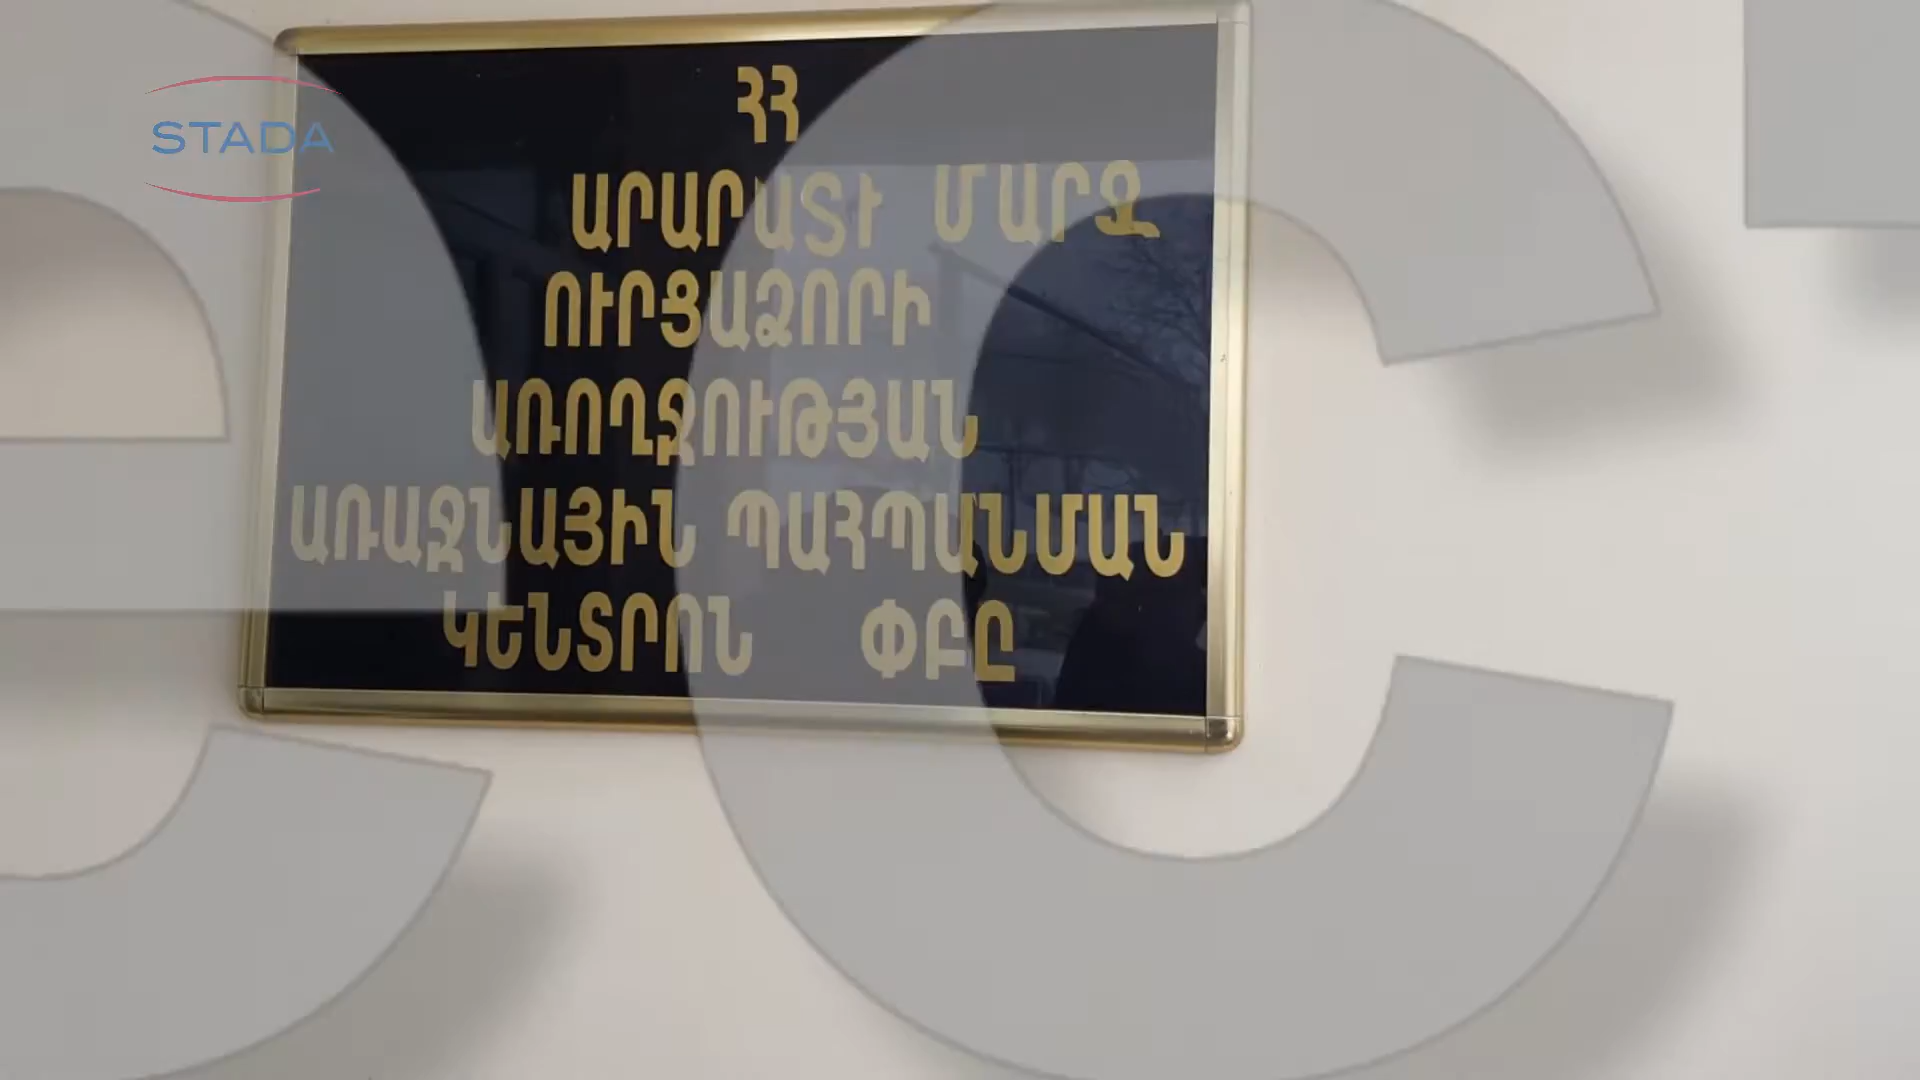 STADA
ՀՀ
ԱՐԱՐԱՏԻ ՄԱՐԶ
ՈՒՐՑԱՁՈՐԻ
ԱՌՈՂՋՈՒԹՅԱՆ
ԱՌԱՋՆԱՅԻՆ ՊԱՀՊԱՆՄԱՆ
ԿԵՆՏՐՈՆ ՓԲԸ